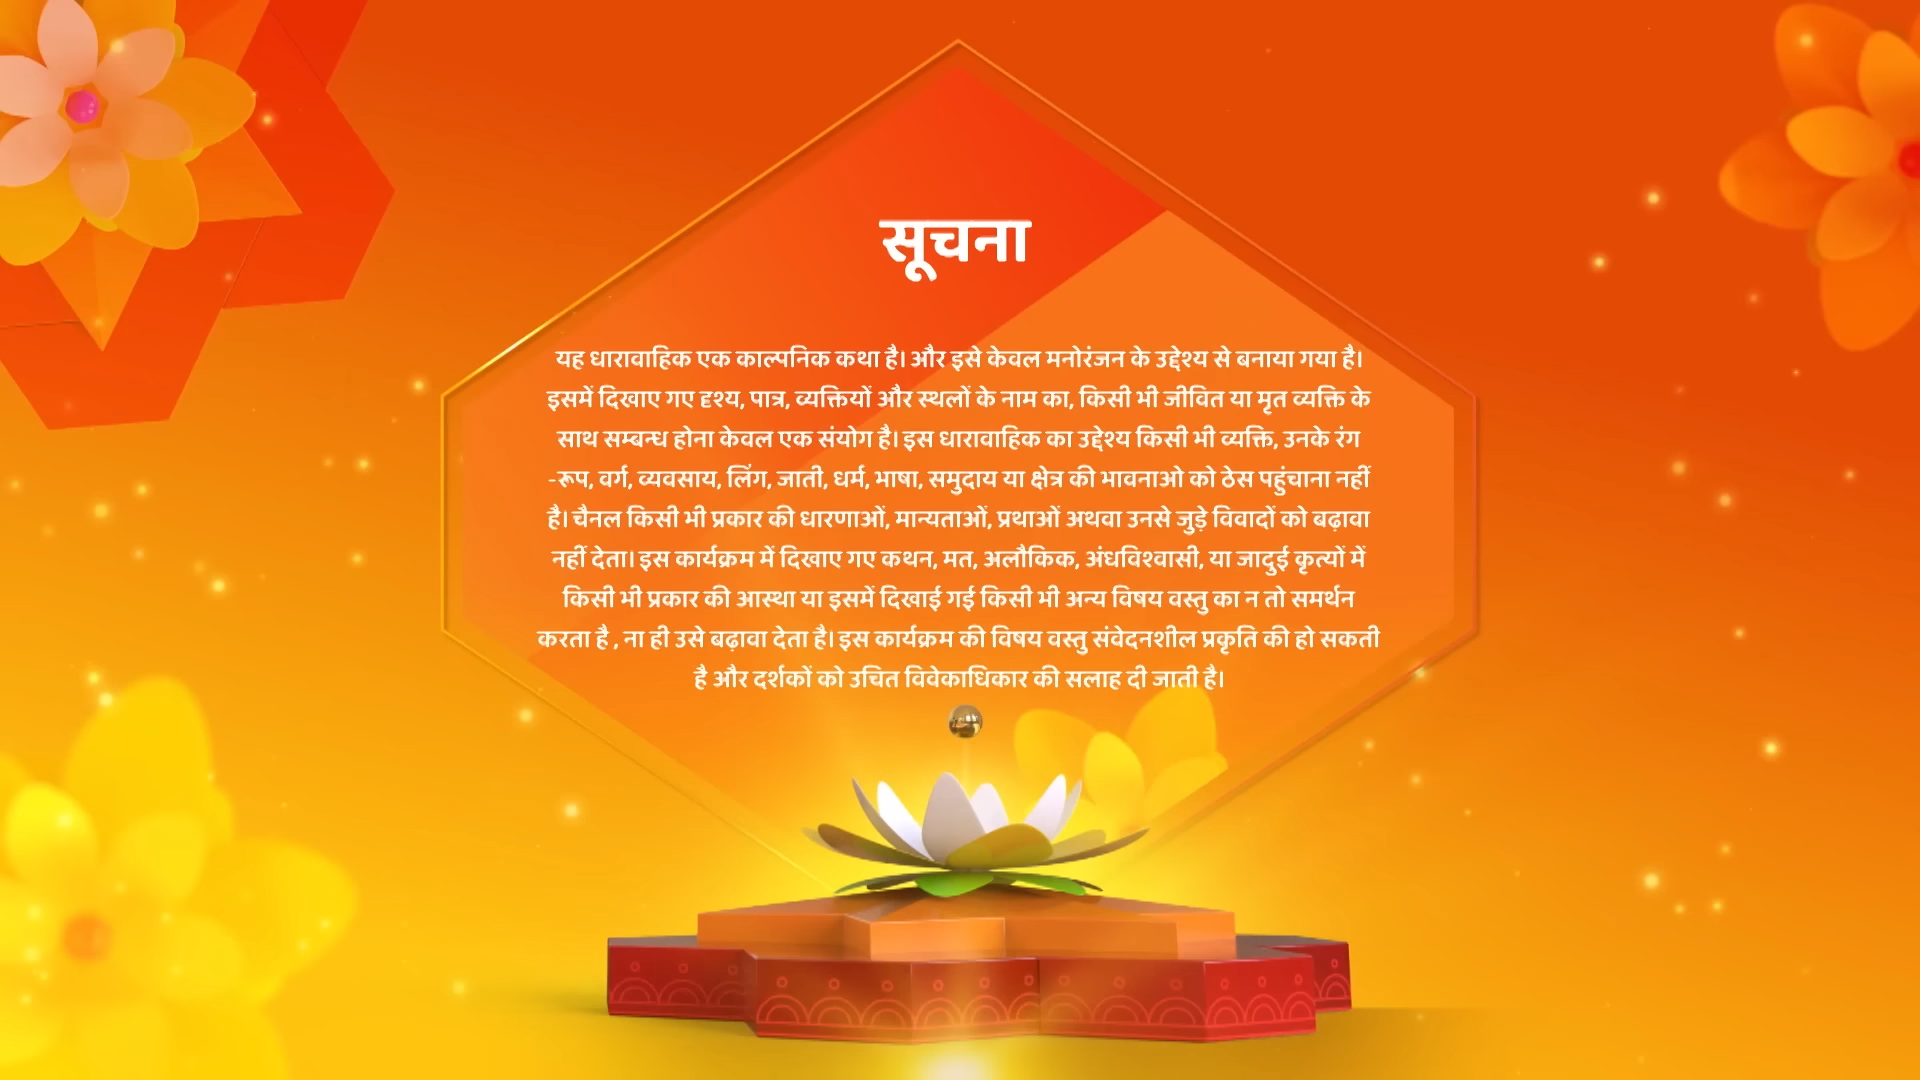 सूचना
यह धारावाहिक एक काल्पनिक कथा है। और इसे केवल मनोरंजन के उद्देश्य से बनाया गया है।
इसमें दिखाए गए दृश्य, पात्र, व्यक्तियों और स्थलों के नाम का, किसी भी जीवित या मृत व्यक्ति के
साथ सम्बन्ध होना केवल एक संयोग है। इस धारावाहिक का उद्देश्य किसी भी व्यक्ति, उनके रंग
-रूप, वर्ग, व्यवसाय, लिंग, जाती, धर्म, भाषा, समुदाय या क्षेत्र की भावनाओ को ठेस पहुंचाना नहीं
है। चैनल किसी भी प्रकार की धारणाओं, मान्यताओं, प्रथाओं अथवा उनसे जुड़े विवादों को बढ़ावा
नहीं देता। इस कार्यक्रम में दिखाए गए कथन, मत, अलौकिक, अंधविश्वासी, या जादुई कृत्यों में
किसी भी प्रकार की आस्था या इसमें दिखाई गई किसी भी अन्य विषय वस्तु का न तो समर्थन
करता है , ना ही उसे बढ़ावा देता है। इस कार्यक्रम की विषय वस्तु संवेदनशील प्रकृति की हो सकती
है और दर्शकों को उचित विवेकाधिकार की सलाह दी जाती है।